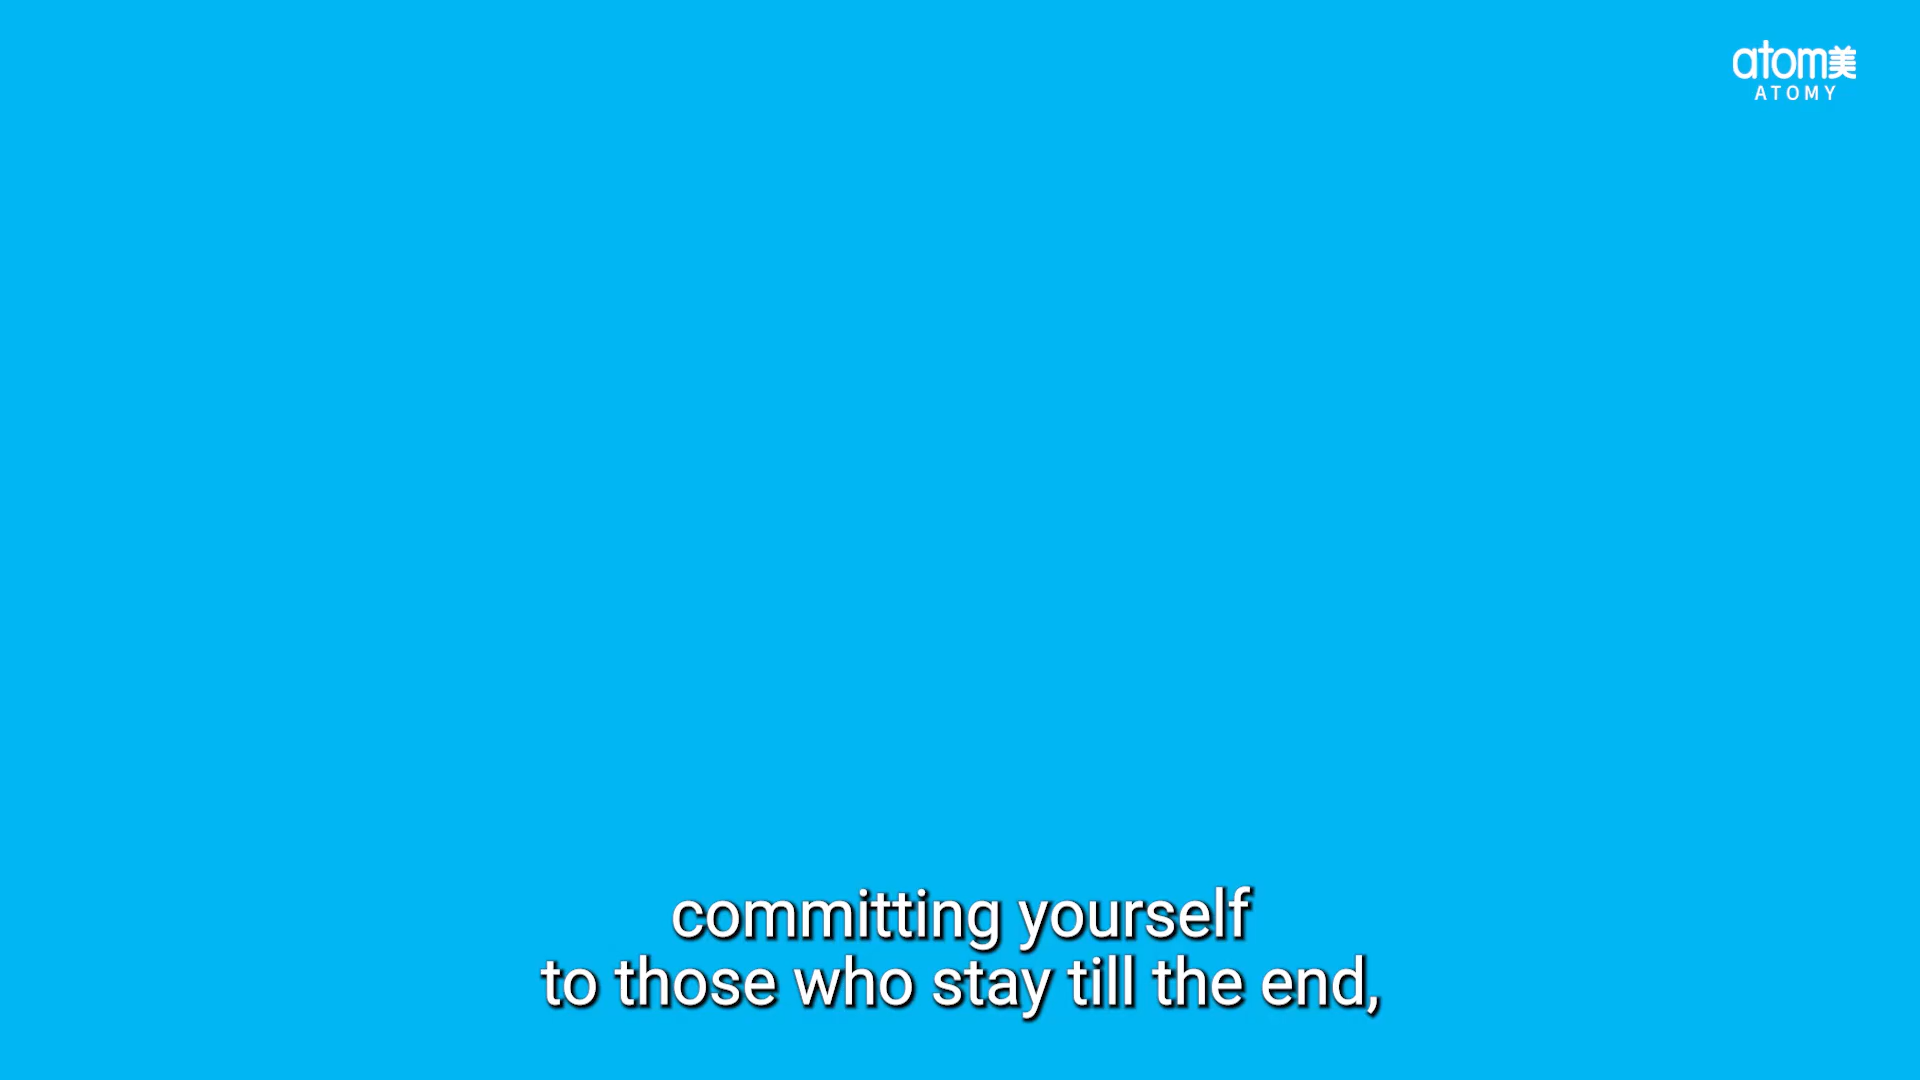 atom美
ATOMY
committing yourself
to those who stay till the end,